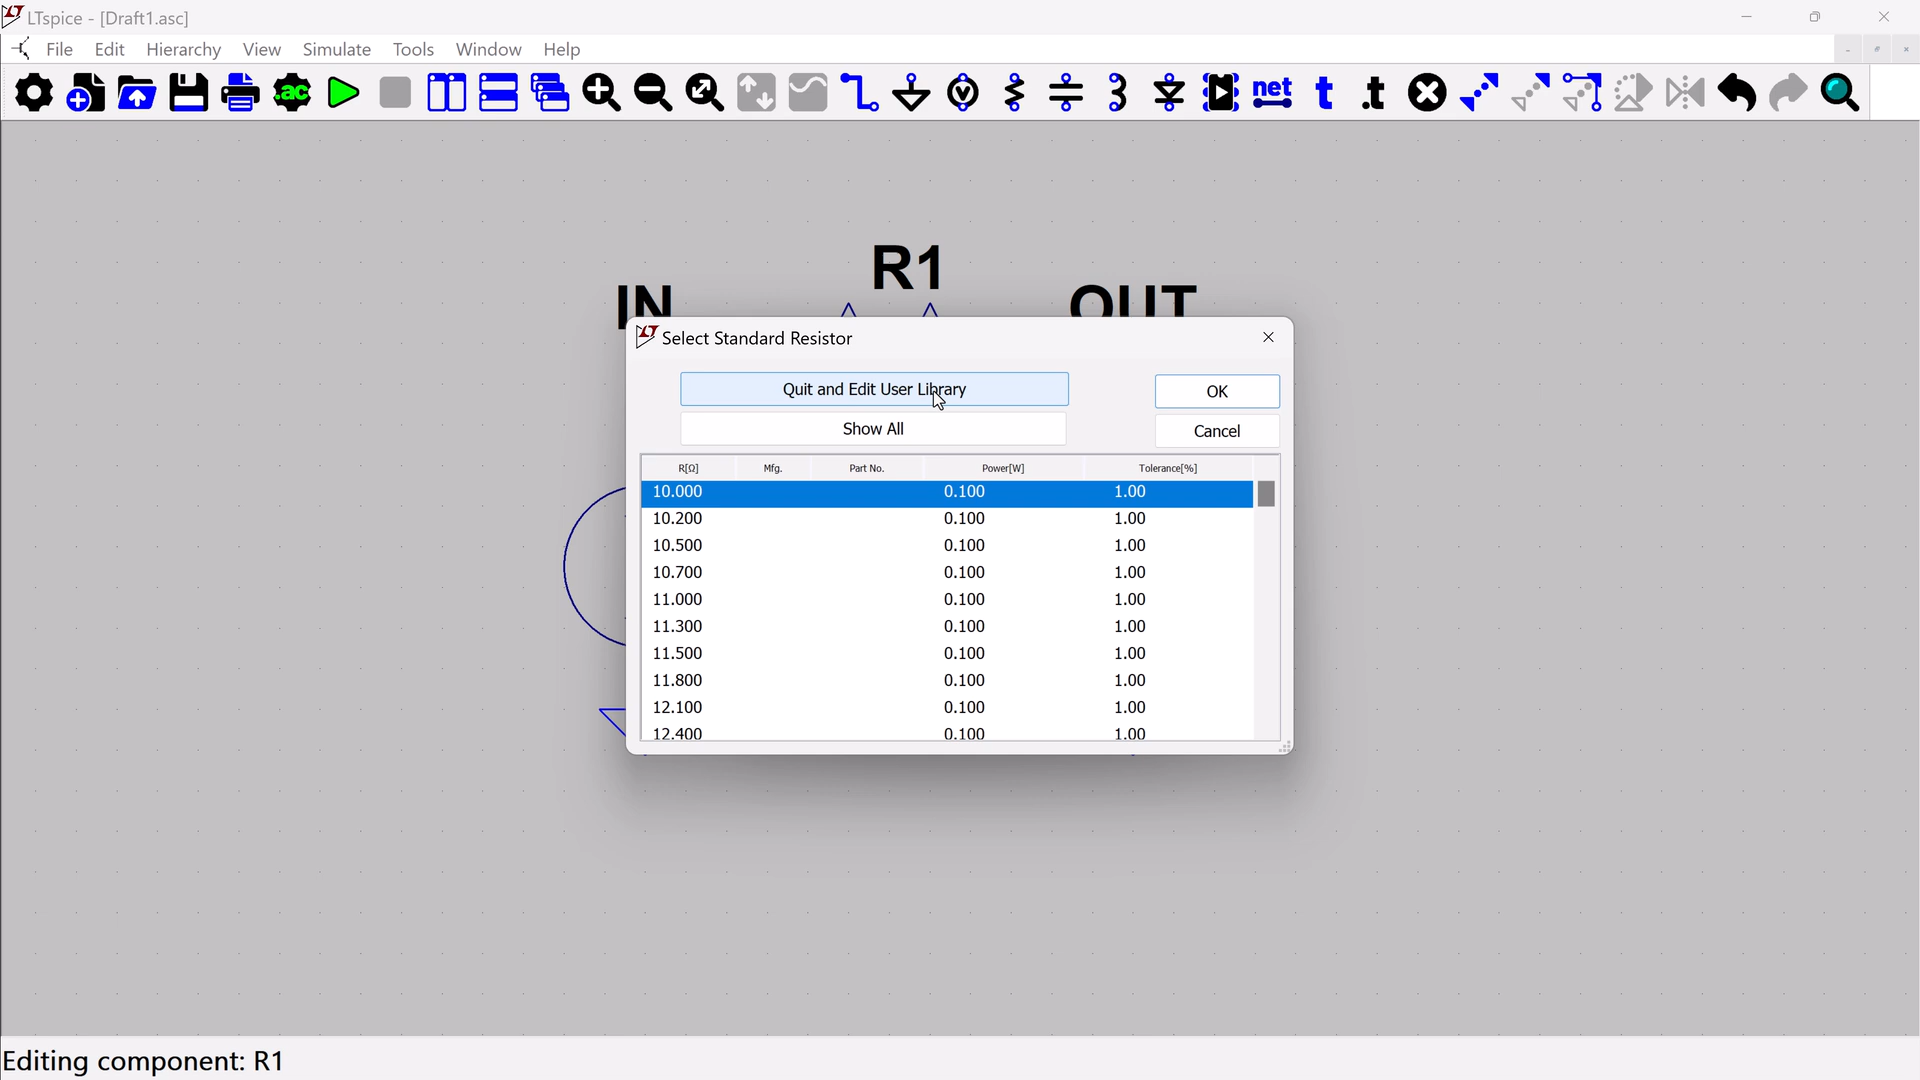 LTspice - [Draft1.asc]
File Edit Hierarchy View Simulate Tools Window Help
.ac net t .t
R1
IN OUT
Select Standard Resistor
Quit and Edit User Library OK
Show All Cancel
R[Ω] Mfg. Part No. Power[W] Tolerance[%]
10.000 0.100 1.00
10.200 0.100 1.00
10.500 0.100 1.00
10.700 0.100 1.00
11.000 0.100 1.00
11.300 0.100 1.00
11.500 0.100 1.00
11.800 0.100 1.00
12.100 0.100 1.00
12.400 0.100 1.00
Editing component: R1